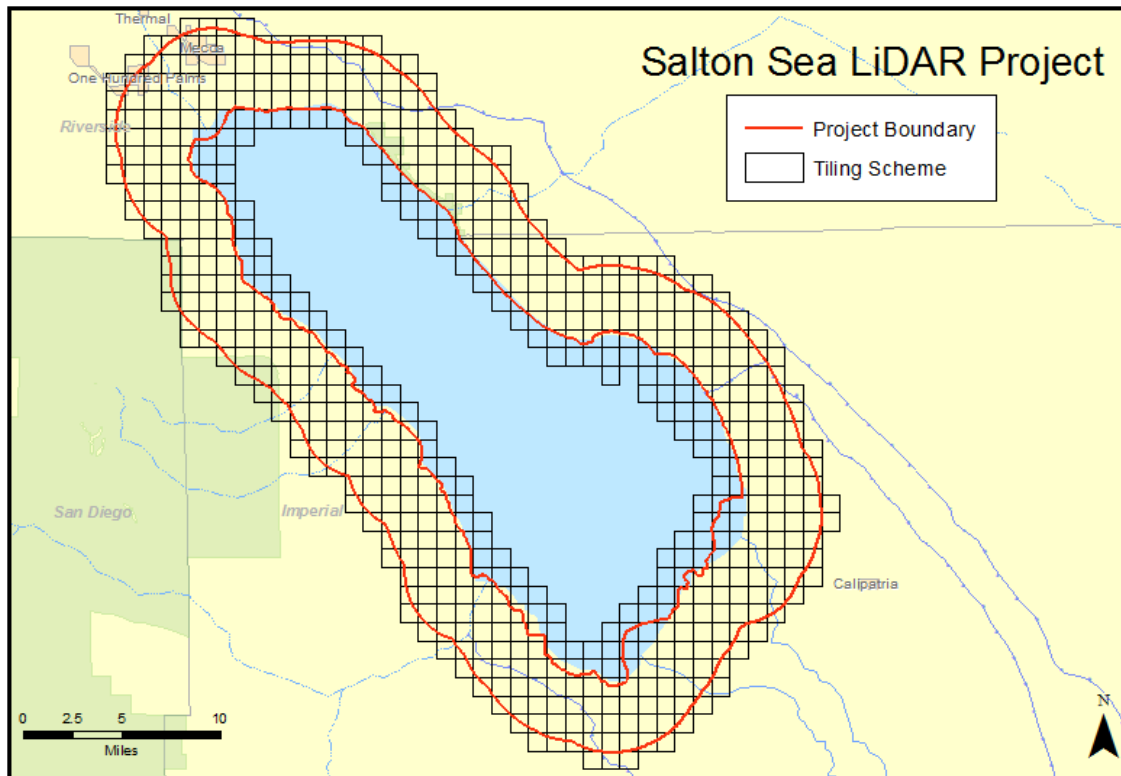 Thermal
Mecca
One Hundred Palms
Riverside
Salton Sea LiDAR Project
Project Boundary
Tiling Scheme
San Diego
Imperial
Calipatria
0 2.5 5 10
Miles
N